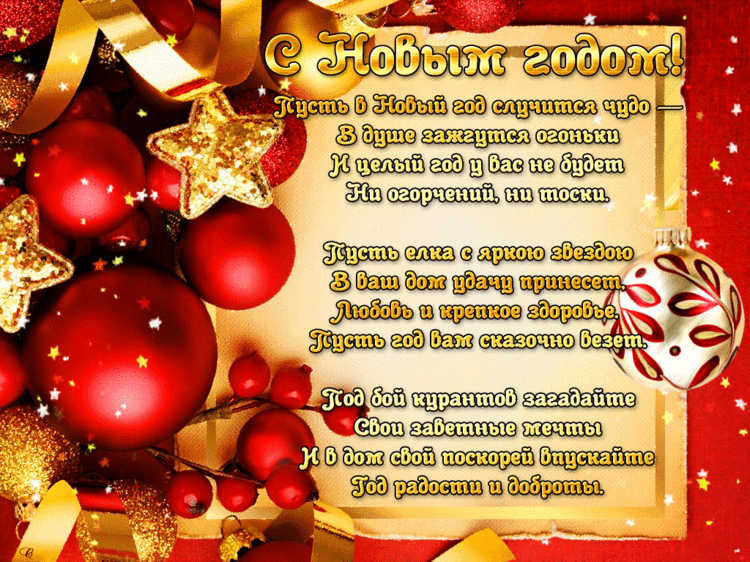 С Новым годом!
Пусть в Новый год случится чудо —
В душе зажгутся огоньки
И целый год у вас не будет
Ни огорчений, ни тоски.
Пусть елка с яркою звездою
В ваш дом удачу принесет,
Любовь и крепкое здоровье,
Пусть год вам сказочно везет.
Под бой курантов загадайте
Свои заветные мечты
И в дом свой поскорей впускайте
Год радости и доброты.